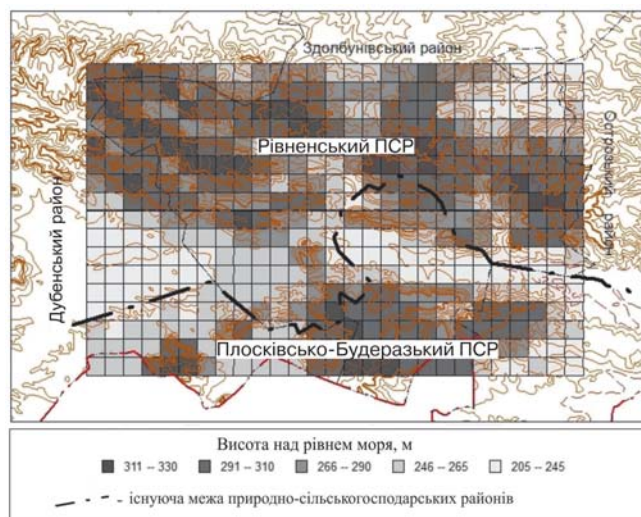 Здолбунівський район
Рівненський ПСР
Острозький район
Дубенський район
Плосківсько-Будеразький ПСР
Висота над рівнем моря, м
311 – 330 291 – 310 266 – 290 246 – 265 205 – 245
існуюча межа природно-сільськогосподарських районів